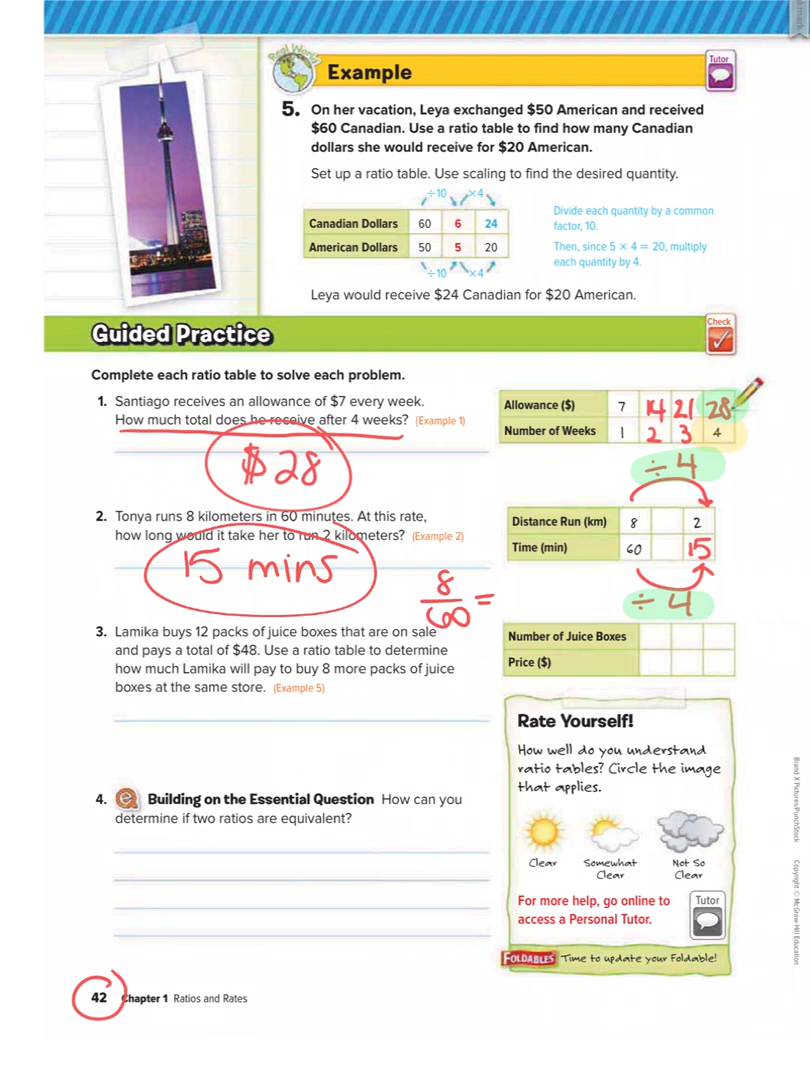 Real World
Example
Tutor
5. On her vacation, Leya exchanged $50 American and received
$60 Canadian. Use a ratio table to find how many Canadian
dollars she would receive for $20 American.
Set up a ratio table. Use scaling to find the desired quantity.
÷10 ×4
Canadian Dollars 60 6 24
American Dollars 50 5 20
÷10 ×4
Divide each quantity by a common
factor, 10.
Then, since 5 × 4 = 20, multiply
each quantity by 4.
Leya would receive $24 Canadian for $20 American.
Guided Practice
Check
Complete each ratio table to solve each problem.
1. Santiago receives an allowance of $7 every week.
How much total does he receive after 4 weeks? (Example 1)
$28
Allowance ($) 7 14 21 28
Number of Weeks 1 2 3 4
÷ 4
2. Tonya runs 8 kilometers in 60 minutes. At this rate,
how long would it take her to run 2 kilometers? (Example 2)
15 mins
Distance Run (km) 8 2
Time (min) 60 15
÷ 4
8
60 =
3. Lamika buys 12 packs of juice boxes that are on sale
and pays a total of $48. Use a ratio table to determine
how much Lamika will pay to buy 8 more packs of juice
boxes at the same store. (Example 5)
Number of Juice Boxes
Price ($)
4. e Building on the Essential Question How can you
determine if two ratios are equivalent?
Rate Yourself!
How well do you understand
ratio tables? Circle the image
that applies.
Clear Somewhat Clear Not So Clear
For more help, go online to
access a Personal Tutor.
Tutor
FOLDABLES Time to update your Foldable!
42 Chapter 1 Ratios and Rates
Brand X Pictures/PunchStock Copyright © McGraw-Hill Education